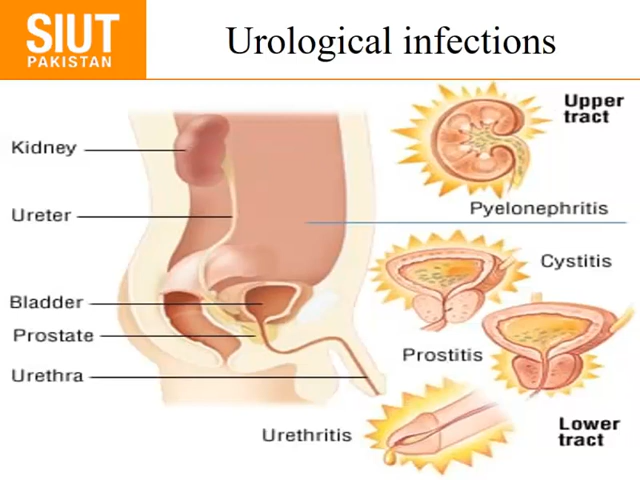 SIUT
PAKISTAN
Urological infections
Upper
tract
Kidney
Pyelonephritis
Ureter
Cystitis
Bladder
Prostate
Prostitis
Urethra
Urethritis
Lower
tract